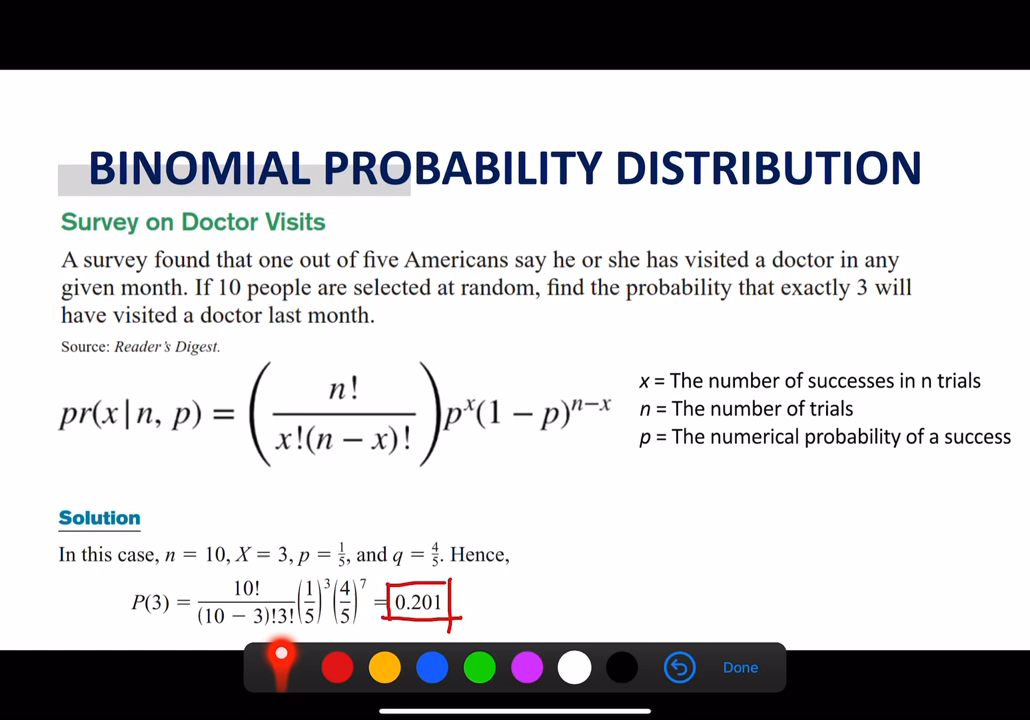 BINOMIAL PROBABILITY DISTRIBUTION
Survey on Doctor Visits
A survey found that one out of five Americans say he or she has visited a doctor in any
given month. If 10 people are selected at random, find the probability that exactly 3 will
have visited a doctor last month.
Source: Reader's Digest.
pr(x|n, p) = (n! / x!(n − x)!) p^x(1 − p)^{n−x}
x = The number of successes in n trials
n = The number of trials
p = The numerical probability of a success
Solution
In this case, n = 10, X = 3, p = 1/5, and q = 4/5. Hence,
P(3) = 10! / (10 − 3)!3! (1/5)^3 (4/5)^7 = 0.201
Done